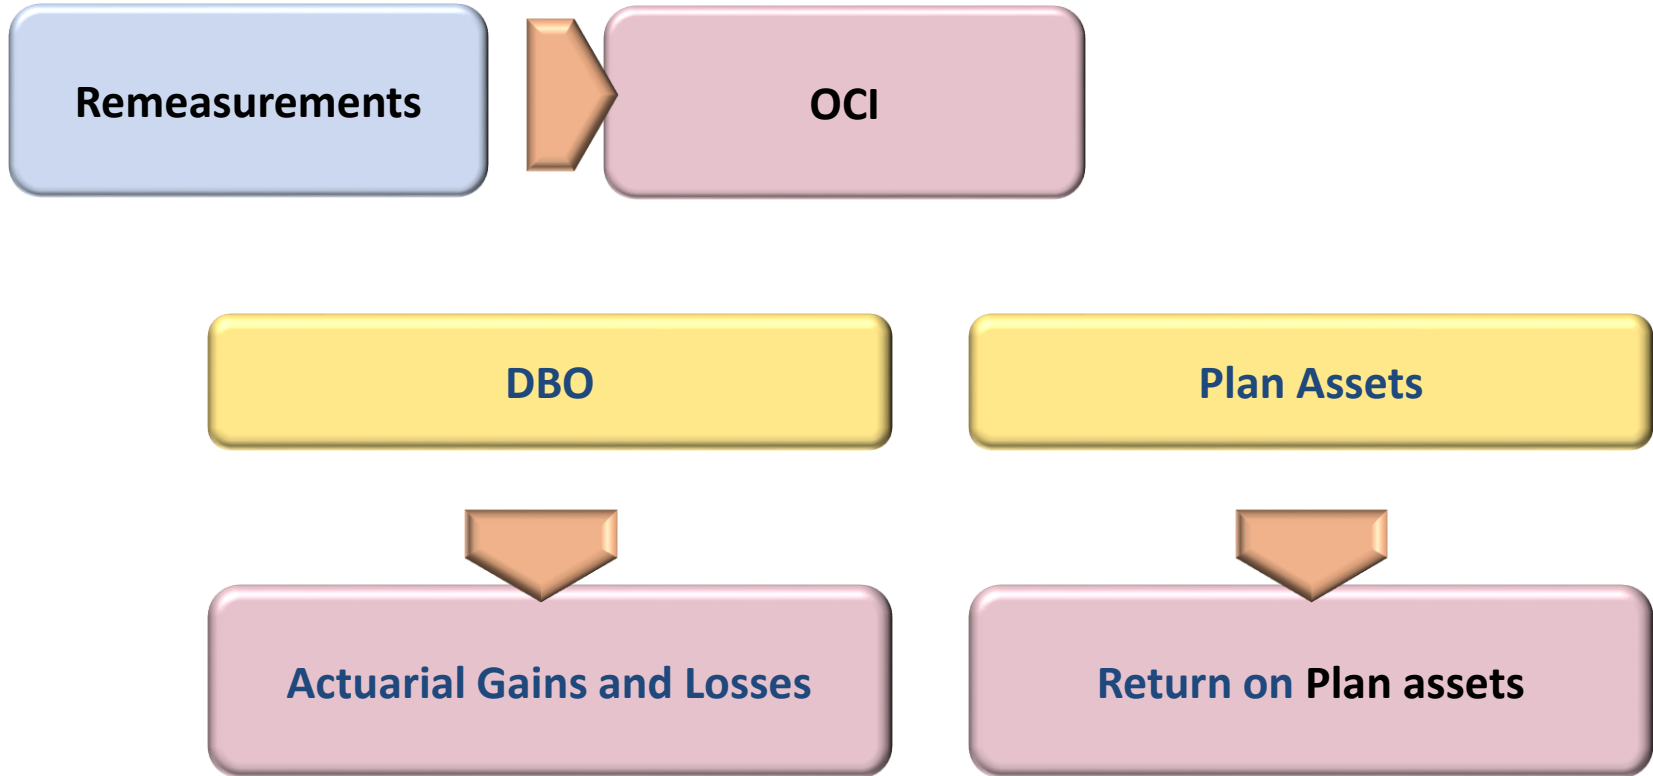 Remeasurements
OCI
DBO
Plan Assets
Actuarial Gains and Losses
Return on Plan assets